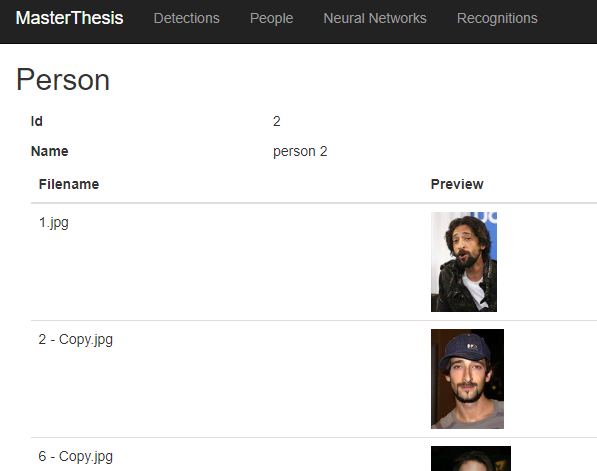 MasterThesis Detections People Neural Networks Recognitions
Person
Id 2
Name person 2
Filename Preview
1.jpg
2 - Copy.jpg
6 - Copy.jpg